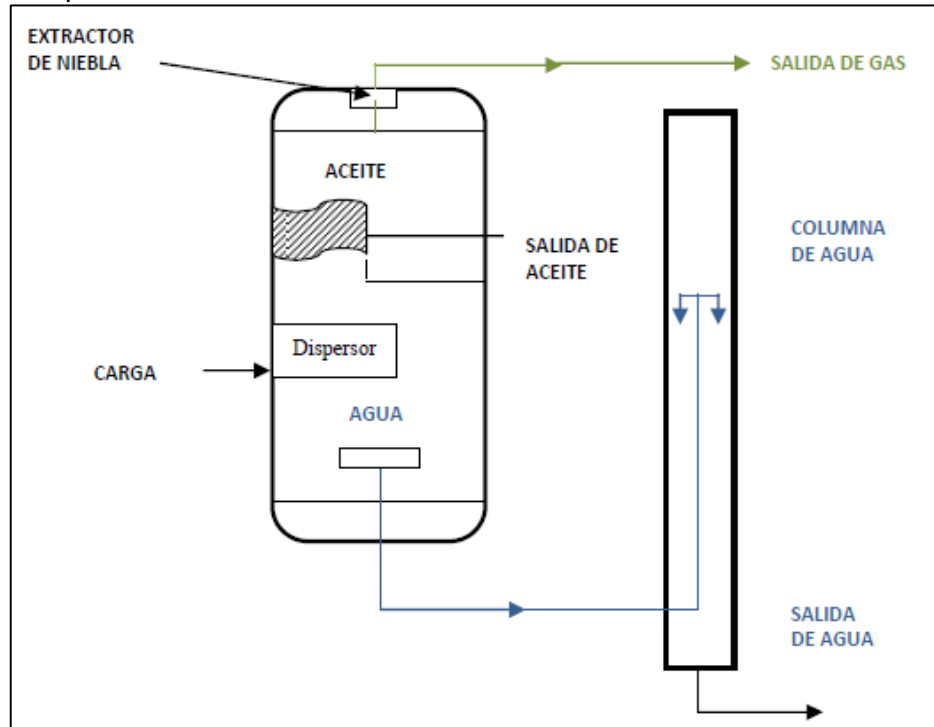 EXTRACTOR
DE NIEBLA
SALIDA DE GAS
ACEITE
COLUMNA
DE AGUA
SALIDA DE
ACEITE
Dispersor
CARGA
AGUA
SALIDA
DE AGUA